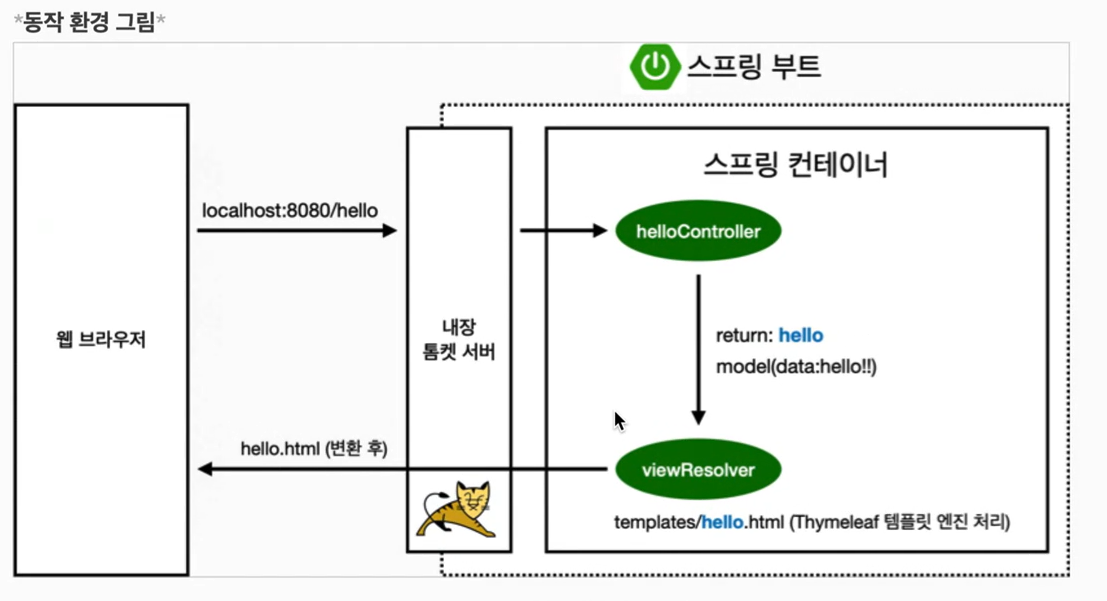 *동작 환경 그림*
스프링 부트
스프링 컨테이너
localhost:8080/hello
helloController
웹 브라우저
내장
톰켓 서버
return: hello
model(data:hello!!)
hello.html (변환 후)
viewResolver
templates/hello.html (Thymeleaf 템플릿 엔진 처리)